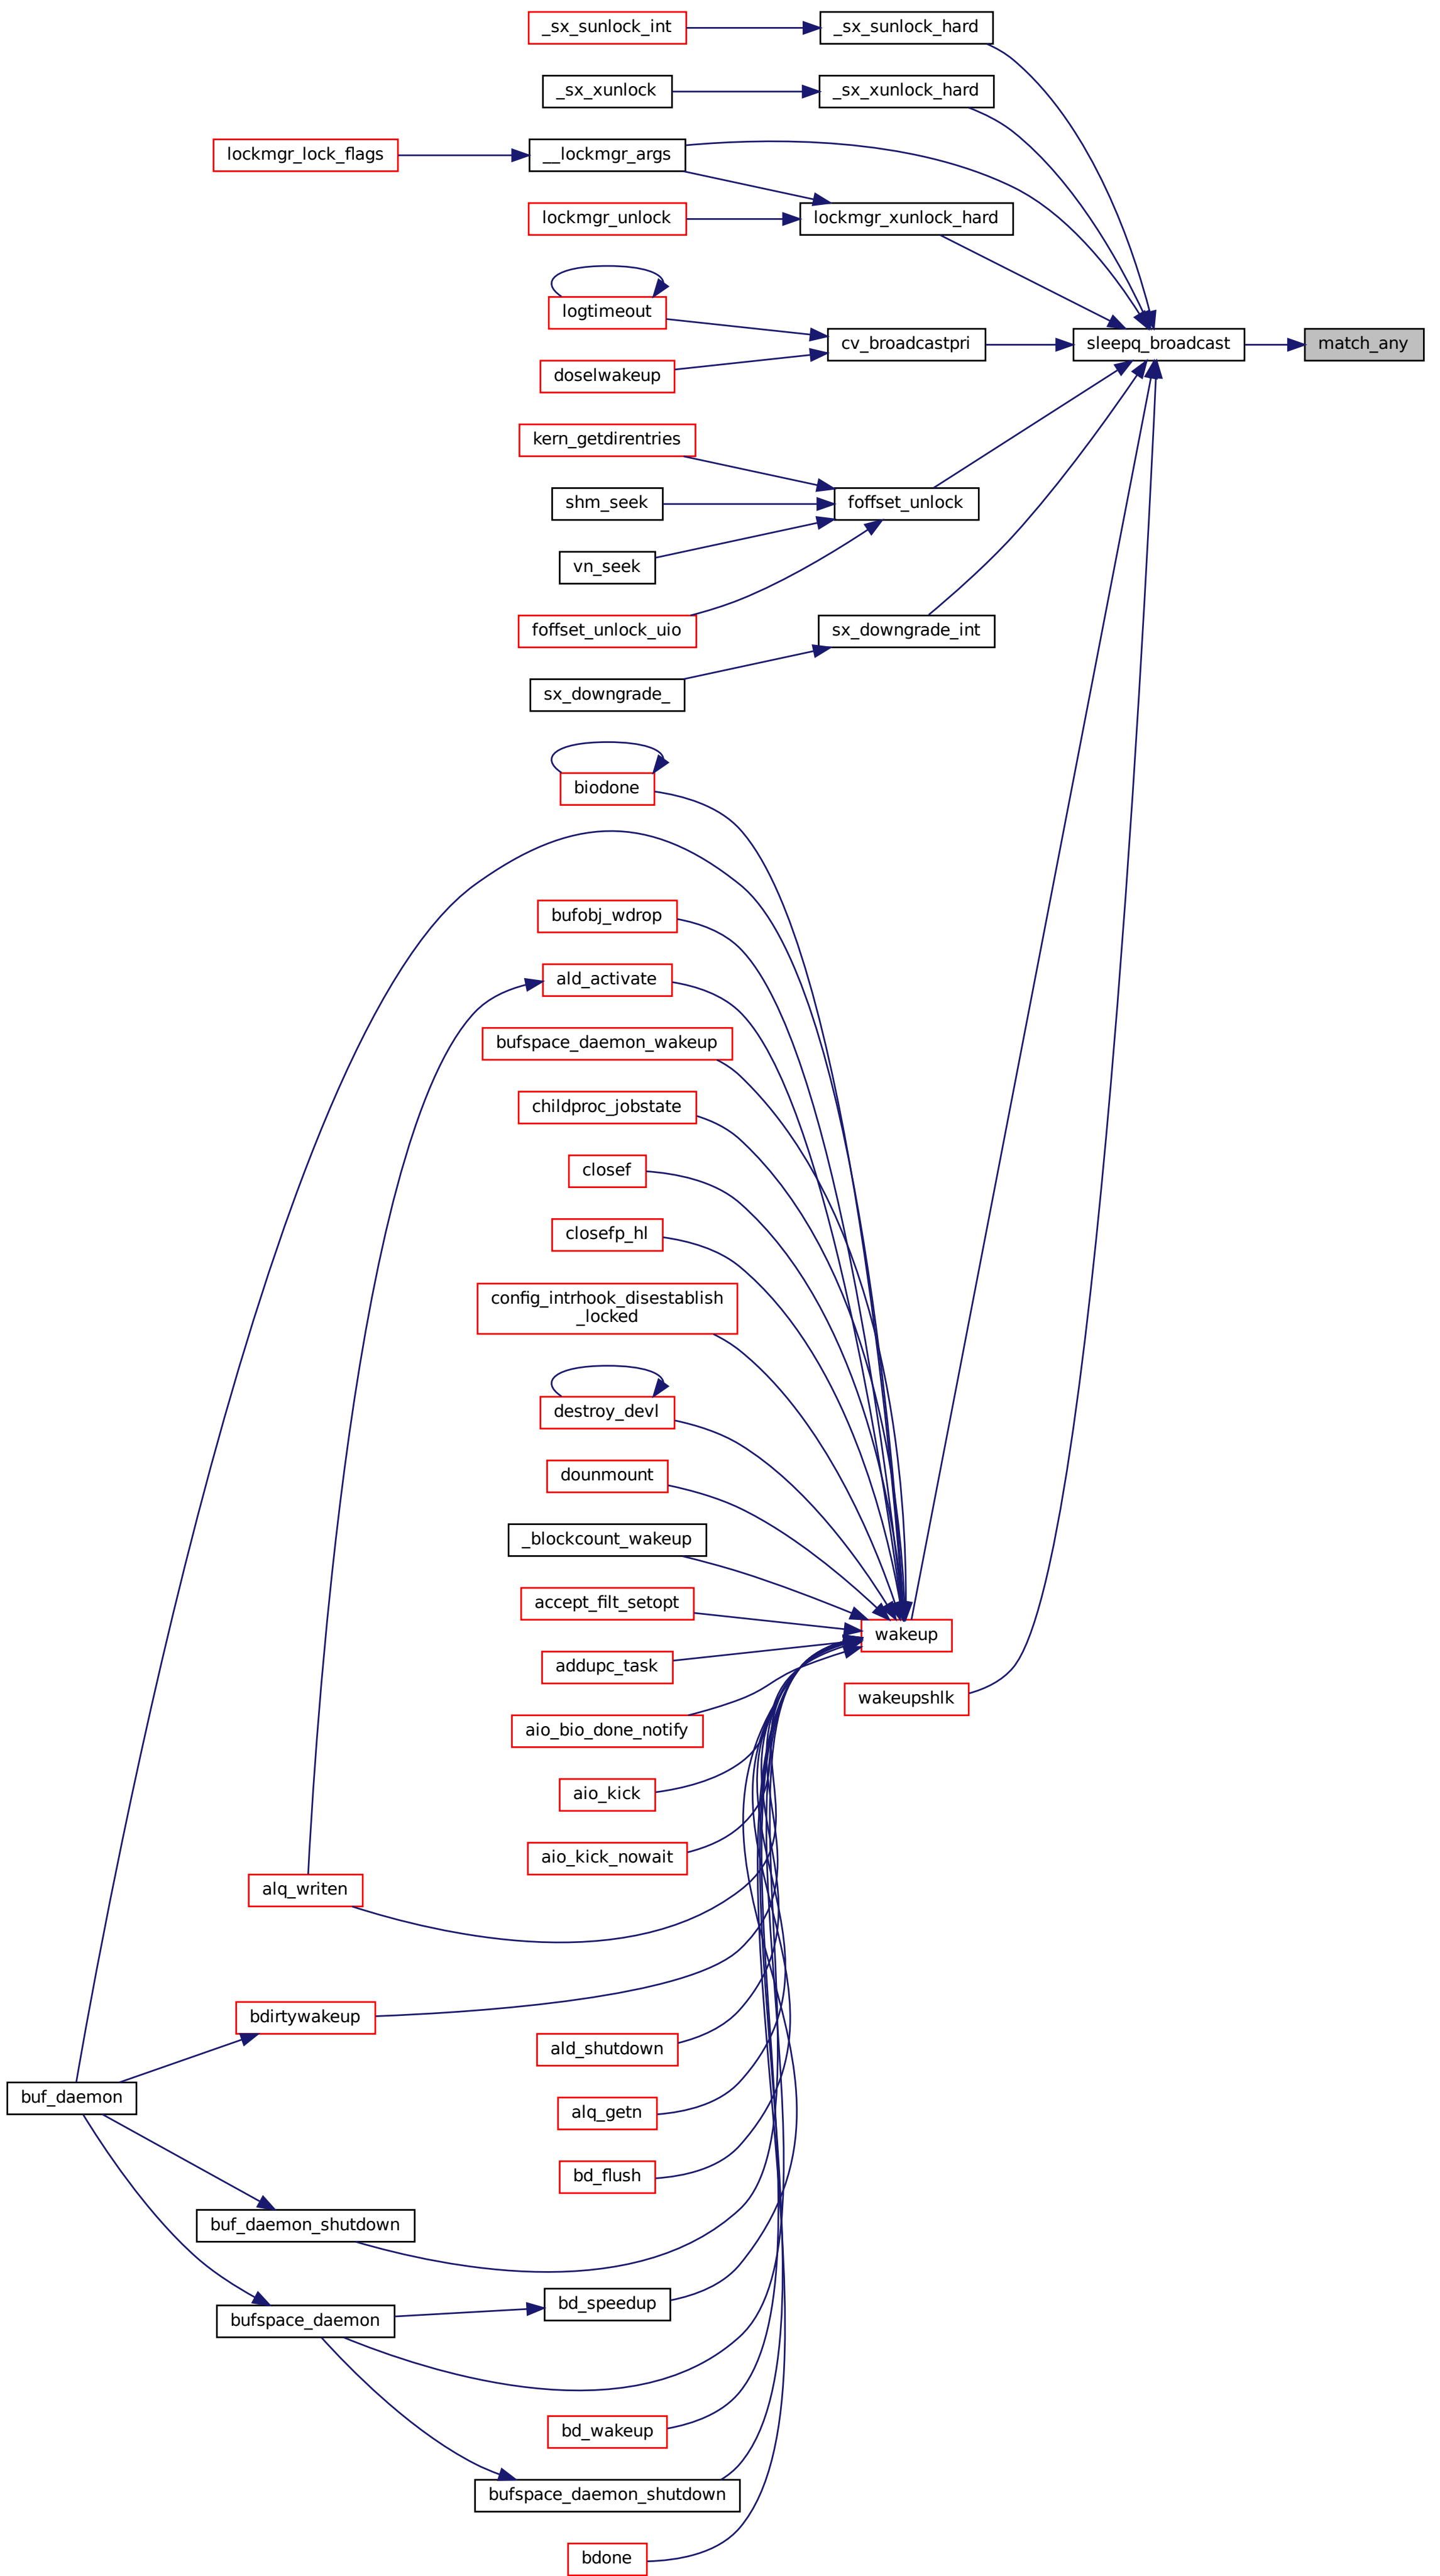 _sx_sunlock_int
_sx_sunlock_hard
_sx_xunlock
_sx_xunlock_hard
lockmgr_lock_flags
__lockmgr_args
lockmgr_unlock
lockmgr_xunlock_hard
logtimeout
cv_broadcastpri
sleepq_broadcast
match_any
doselwakeup
kern_getdirentries
shm_seek
foffset_unlock
vn_seek
foffset_unlock_uio
sx_downgrade_int
sx_downgrade_
biodone
bufobj_wdrop
ald_activate
bufspace_daemon_wakeup
childproc_jobstate
closef
closefp_hl
config_intrhook_disestablish
_locked
destroy_devl
dounmount
_blockcount_wakeup
accept_filt_setopt
wakeup
addupc_task
wakeupshlk
aio_bio_done_notify
aio_kick
aio_kick_nowait
alq_writen
bdirtywakeup
ald_shutdown
buf_daemon
alq_getn
bd_flush
buf_daemon_shutdown
bd_speedup
bufspace_daemon
bd_wakeup
bufspace_daemon_shutdown
bdone